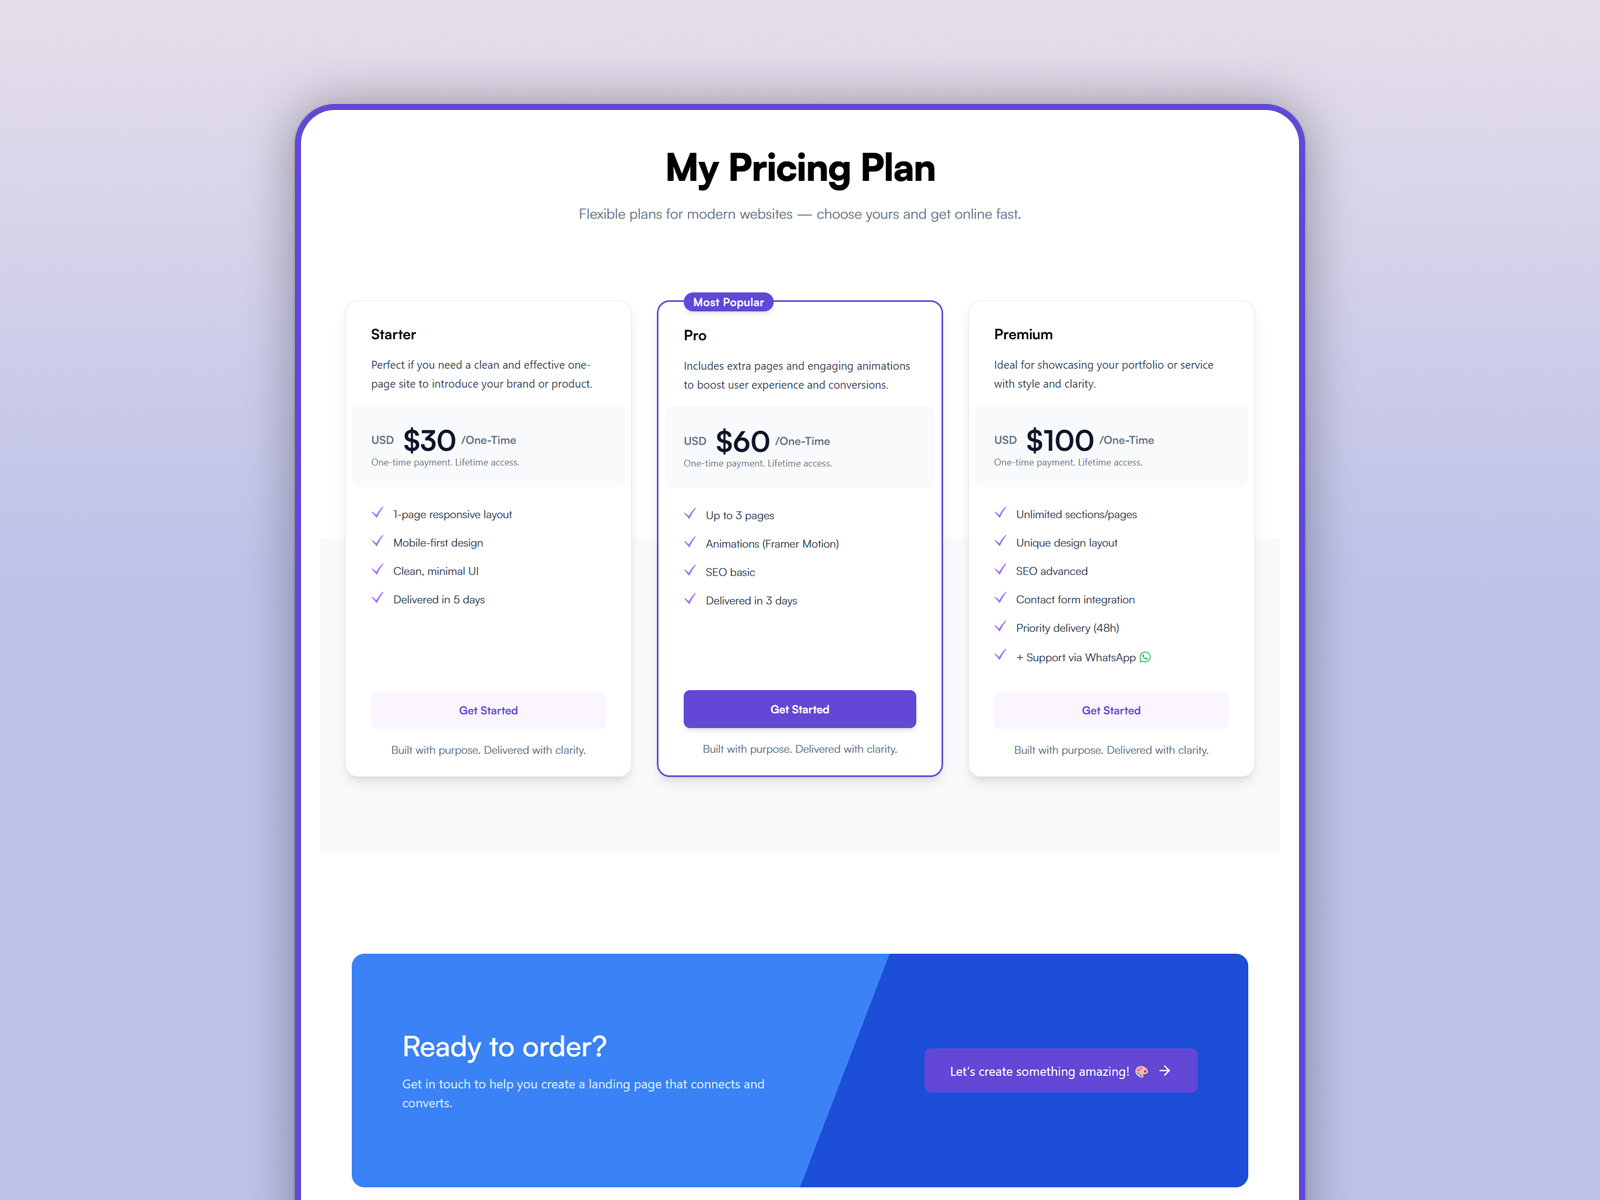 My Pricing Plan
Flexible plans for modern websites — choose yours and get online fast.
Starter
Perfect if you need a clean and effective one-
page site to introduce your brand or product.
USD $30 /One-Time
One-time payment. Lifetime access.
1-page responsive layout
Mobile-first design
Clean, minimal UI
Delivered in 5 days
Get Started
Built with purpose. Delivered with clarity.
Most Popular
Pro
Includes extra pages and engaging animations
to boost user experience and conversions.
USD $60 /One-Time
One-time payment. Lifetime access.
Up to 3 pages
Animations (Framer Motion)
SEO basic
Delivered in 3 days
Get Started
Built with purpose. Delivered with clarity.
Premium
Ideal for showcasing your portfolio or service
with style and clarity.
USD $100 /One-Time
One-time payment. Lifetime access.
Unlimited sections/pages
Unique design layout
SEO advanced
Contact form integration
Priority delivery (48h)
+ Support via WhatsApp
Get Started
Built with purpose. Delivered with clarity.
Ready to order?
Get in touch to help you create a landing page that connects and
converts.
Let's create something amazing! 🎨 →